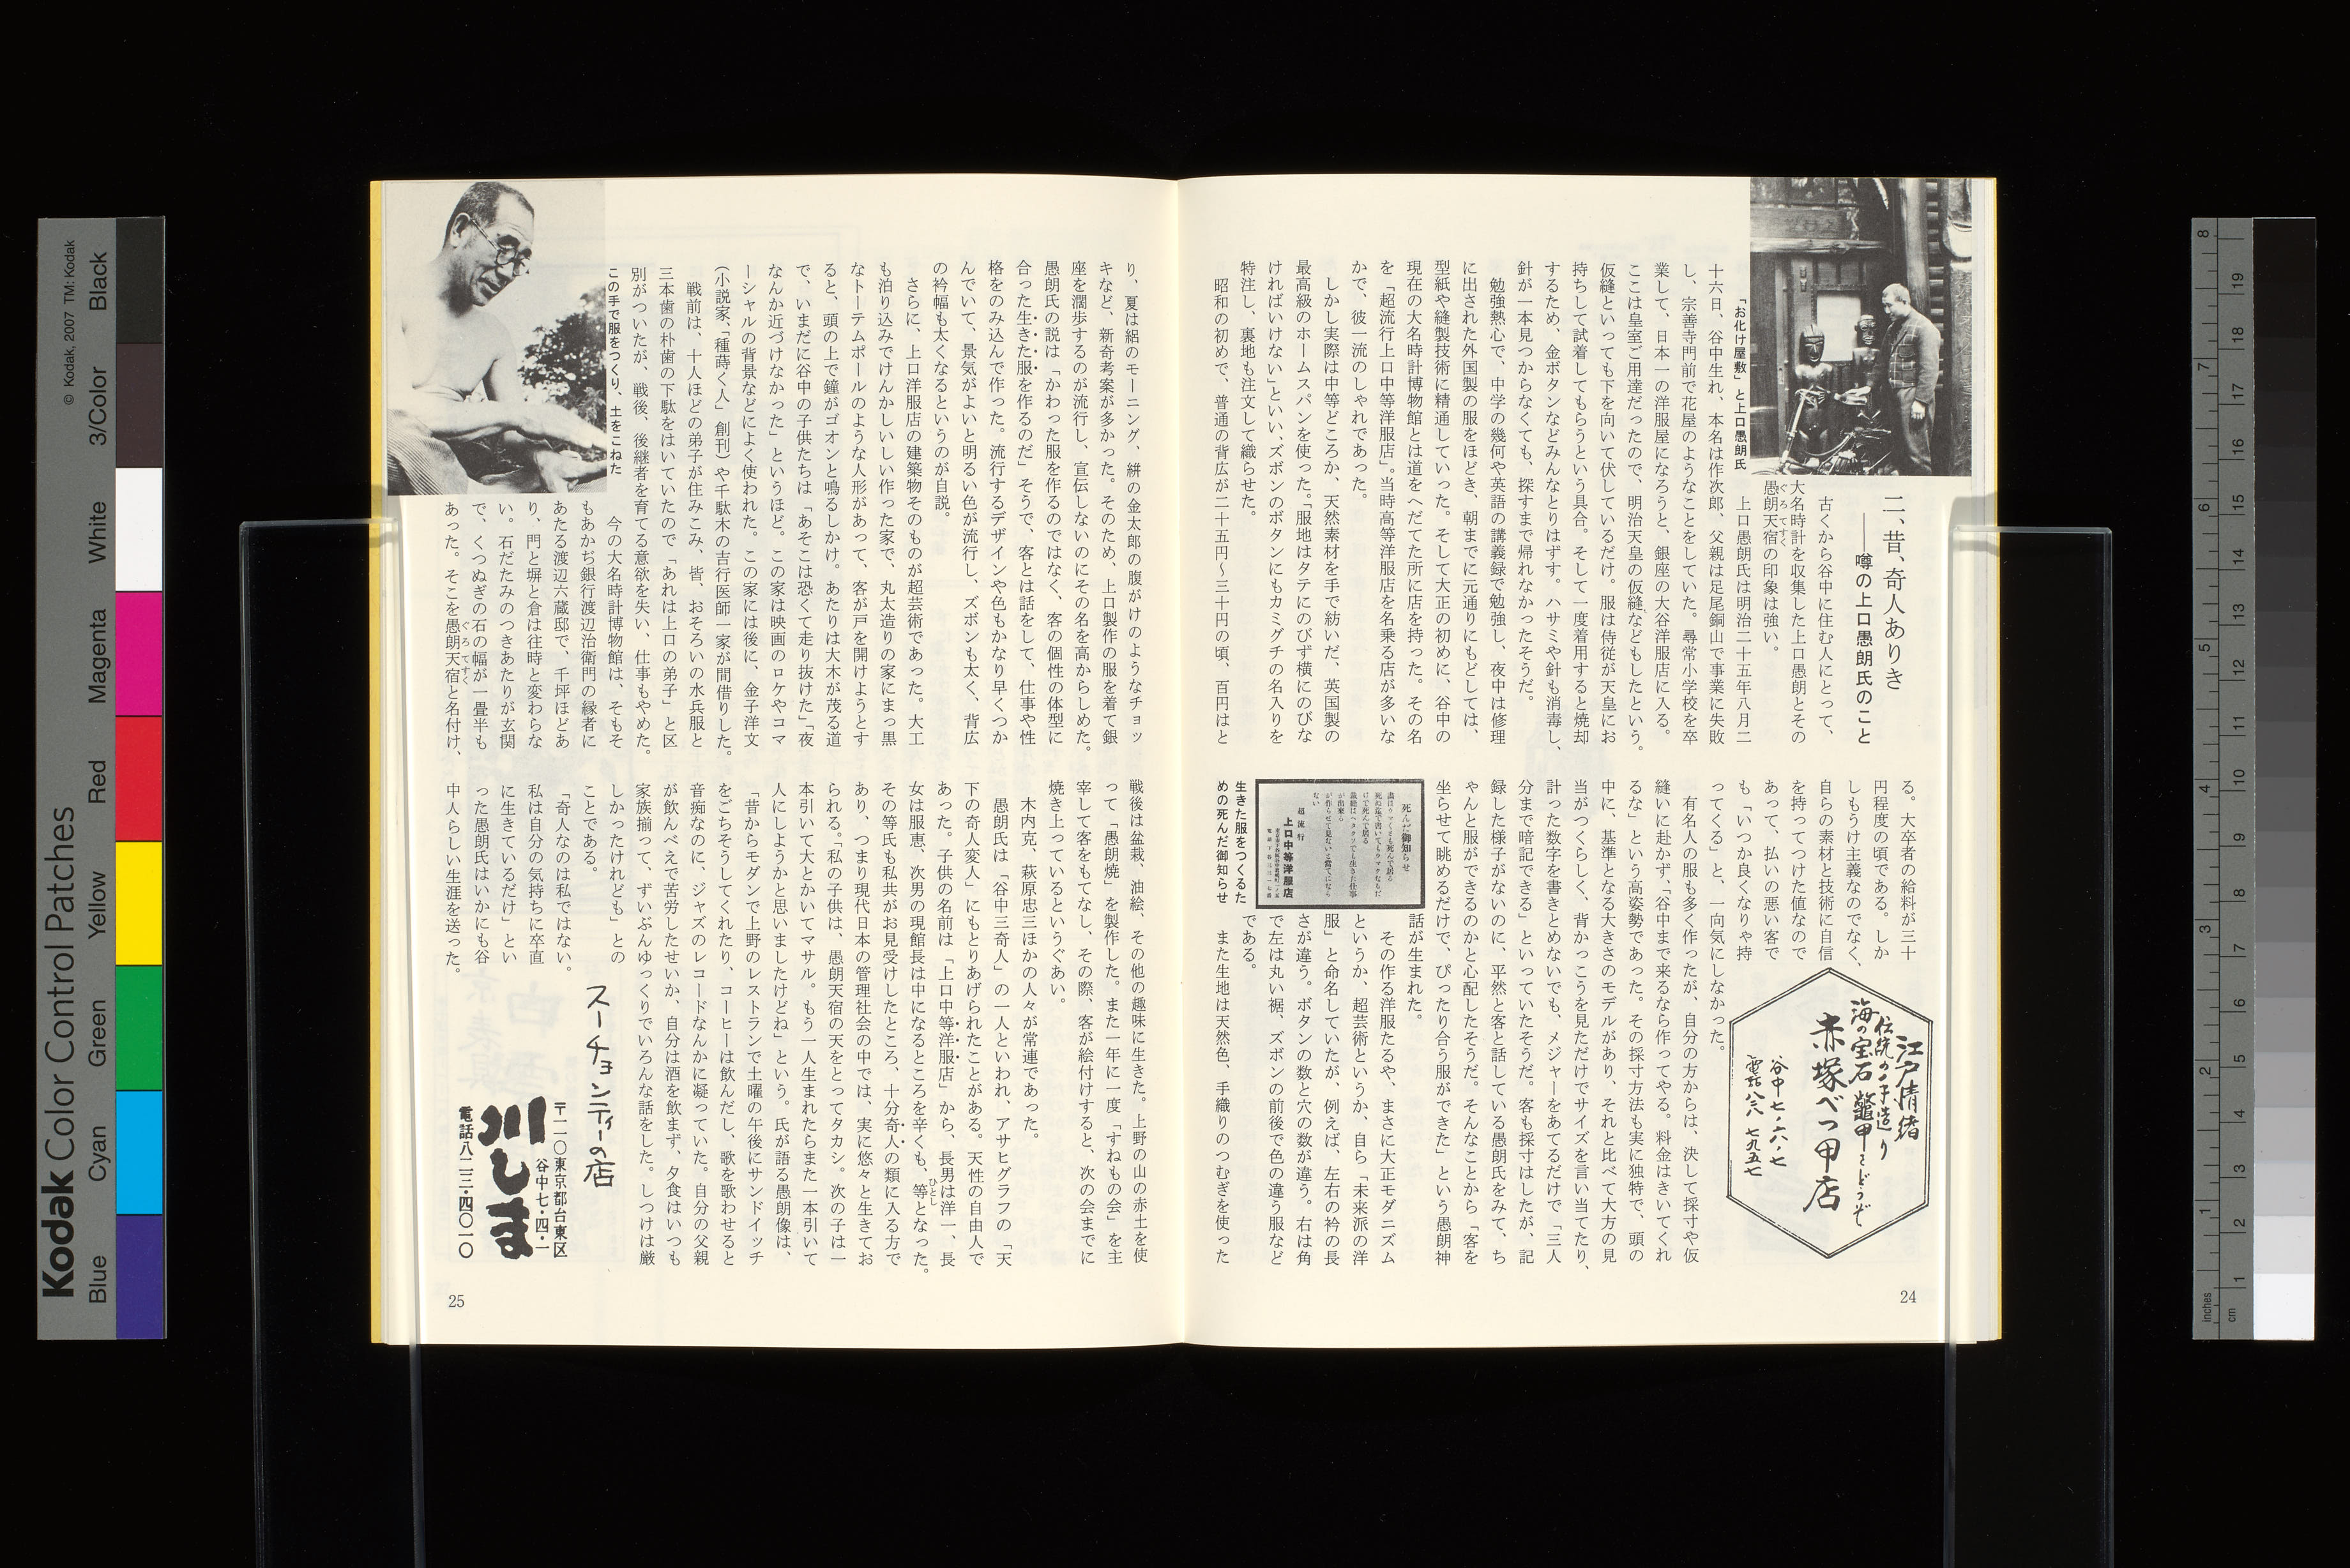 「お化け屋敷」と上口愚朗氏
二、昔、奇人ありき
――噂の上口愚朗氏のこと
古くから谷中に住む人にとって、
大名時計を収集した上口愚朗とその
愚朗天宿の印象は強い。
ぐろてすく
上口愚朗氏は明治二十五年八月二
十六日、谷中生れ、本名は作次郎、父親は足尾銅山で事業に失敗
し、宗善寺門前で花屋のようなことをしていた。尋常小学校を卒
業して、日本一の洋服屋になろうと、銀座の大谷洋服店に入る。
ここは皇室ご用達だったので、明治天皇の仮縫などもしたという。
仮縫といっても下を向いて伏しているだけ。服は侍従が天皇にお
持ちして試着してもらうという具合。そして一度着用すると焼却
するため、金ボタンなどみんなとりはずす。ハサミや針も消毒し、
針が一本見つからなくても、探すまで帰れなかったそうだ。
勉強熱心で、中学の幾何や英語の講義録で勉強し、夜中は修理
に出された外国製の服をほどき、朝までに元通りにもどしては、
型紙や縫製技術に精通していった。そして大正の初めに、谷中の
現在の大名時計博物館とは道をへだてた所に店を持った。その名
を「超流行上口中等洋服店」。当時高等洋服店を名乗る店が多いな
かで、彼一流のしゃれであった。
しかし実際は中等どころか、天然素材を手で紡いだ、英国製の
最高級のホームスパンを使った。「服地はタテにのびず横にのびな
ければいけない」といい、ズボンのボタンにもカミグチの名入りを
特注し、裏地も注文して織らせた。
昭和の初めで、普通の背広が二十五円～三十円の頃、百円はと
る。大卒者の給料が三十
円程度の頃である。しか
しもうけ主義なのでなく、
自らの素材と技術に自信
を持ってつけた値なので
あって、払いの悪い客で
も「いつか良くなりゃ持
ってくる」と、一向気にしなかった。
有名人の服も多く作ったが、自分の方からは、決して採寸や仮
縫いに赴かず「谷中まで来るなら作ってやる。料金はきいてくれ
るな」という高姿勢であった。その採寸方法も実に独特で、頭の
中に、基準となる大きさのモデルがあり、それと比べて大方の見
当がつくらしく、背かっこうを見ただけでサイズを言い当てたり、
計った数字を書きとめないでも、メジャーをあてるだけで「三人
分まで暗記できる」といっていたそうだ。客も採寸はしたが、記
録した様子がないのに、平然と客と話している愚朗氏をみて、ち
ゃんと服ができるのかと心配したそうだ。そんなことから「客を
坐らせて眺めるだけで、ぴったり合う服ができた」という愚朗神
話が生まれた。
その作る洋服たるや、まさに大正モダニズム
というか、超芸術というか、自ら「未来派の洋
服」と命名していたが、例えば、左右の衿の長
さが違う。ボタンの数と穴の数が違う。右は角
で左は丸い裾、ズボンの前後で色の違う服など
である。
また生地は天然色、手織りのつむぎを使った
江戸情緒
伝統の手造り
海の宝石 鼈甲をどうぞ
赤塚べっ甲店
谷中七・六・七
電話八二八 七九五七
死んだ御知らせ
超流行
上口中等洋服店
生きた服をつくるた
めの死んだ御知らせ
24
り、夏は絽のモーニング、絣の金太郎の腹がけのようなチョッ
キなど、新奇考案が多かった。そのため、上口製作の服を着て銀
座を濶歩するのが流行し、宣伝しないのにその名を高からしめた。
愚朗氏の説は「かわった服を作るのではなく、客の個性の体型に
合った生きた服を作るのだ」そうで、客とは話をして、仕事や性
格をのみ込んで作った。流行するデザインや色もかなり早くつか
んでいて、景気がよいと明るい色が流行し、ズボンも太く、背広
の衿幅も太くなるというのが自説。
さらに、上口洋服店の建築物そのものが超芸術であった。大工
も泊り込みでけんかしいしい作った家で、丸太造りの家にまっ黒
なトーテムポールのような人形があって、客が戸を開けようとす
ると、頭の上で鐘がゴオンと鳴るしかけ。あたりは大木が茂る道
で、いまだに谷中の子供たちは「あそこは恐くて走り抜けた」「夜
なんか近づけなかった」というほど。この家は映画のロケやコマ
ーシャルの背景などによく使われた。この家には後に、金子洋文
(小説家、「種蒔く人」創刊)や千駄木の吉行医師一家が間借りした。
戦前は、十人ほどの弟子が住みこみ、皆、おそろいの水兵服と
三本歯の朴歯の下駄をはいていたので「あれは上口の弟子」と区
別がついたが、戦後、後継者を育てる意欲を失い、仕事もやめた。
この手で服をつくり、土をこねた
今の大名時計博物館は、そもそ
もあかぢ銀行渡辺治衛門の縁者に
あたる渡辺六蔵邸で、千坪ほどあ
り、門と塀と倉は往時と変わらな
い。石だたみのつきあたりが玄関
で、くつぬぎの石の幅が一畳半も
あった。そこを愚朗天宿と名付け、
ぐろてすく
戦後は盆栽、油絵、その他の趣味に生きた。上野の山の赤土を使
って「愚朗焼」を製作した。また一年に一度「すねもの会」を主
宰して客をもてなし、その際、客が絵付けすると、次の会までに
焼き上っているというぐあい。
木内克、萩原忠三ほかの人々が常連であった。
愚朗氏は「谷中三奇人」の一人といわれ、アサヒグラフの「天
下の奇人変人」にもとりあげられたことがある。天性の自由人で
あった。子供の名前は「上口中等洋服店」から、長男は洋一、長
女は服恵、次男の現館長は中になるところを辛くも、等となった。
ひとし
その等氏も私共がお見受けしたところ、十分奇人の類に入る方で
あり、つまり現代日本の管理社会の中では、実に悠々と生きてお
られる。「私の子供は、愚朗天宿の天をとってタカシ。次の子は一
本引いて大とかいてマサル。もう一人生まれたらまた一本引いて
人にしようかと思いましたけどね」という。氏が語る愚朗像は、
「昔からモダンで上野のレストランで土曜の午後にサンドイッチ
をごちそうしてくれたり、コーヒーは飲んだし、歌を歌わせると
音痴なのに、ジャズのレコードなんかに凝っていた。自分の父親
が飲んべえで苦労したせいか、自分は酒を飲まず、夕食はいつも
家族揃って、ずいぶんゆっくりでいろんな話をした。しつけは厳
しかったけれども」との
ことである。
「奇人なのは私ではない。
私は自分の気持ちに卒直
に生きているだけ」とい
った愚朗氏はいかにも谷
中人らしい生涯を送った。
スーチョンティーの店
〒一一〇東京都台東区
谷中七・四・一
川しま
電話八二三・四〇一〇
25
© Kodak, 2007 TM: Kodak
Kodak Color Control Patches
Blue Cyan Green Yellow Red Magenta White 3/Color Black
inches 1 2 3 4 5 6 7 8
cm 1 2 3 4 5 6 7 8 9 10 11 12 13 14 15 16 17 18 19